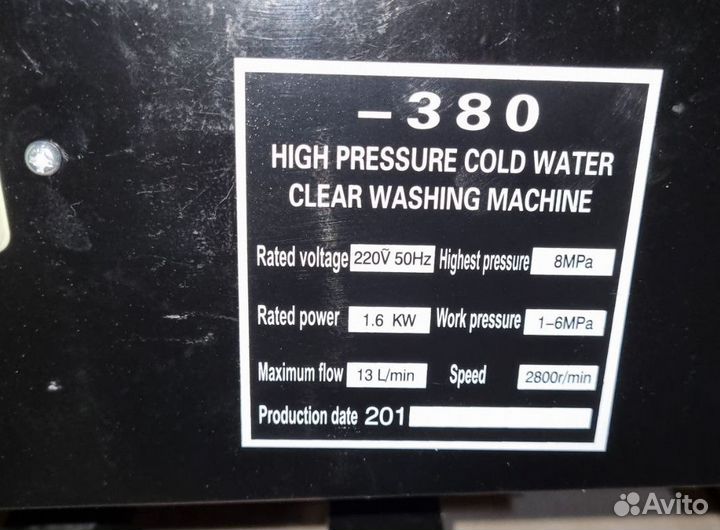 -380
HIGH PRESSURE COLD WATER
CLEAR WASHING MACHINE
Rated voltage 220Ṽ 50Hz Highest pressure 8MPa
Rated power 1.6 KW Work pressure 1-6MPa
Maximum flow 13 L/min Speed 2800r/min
Production date 201
Avito